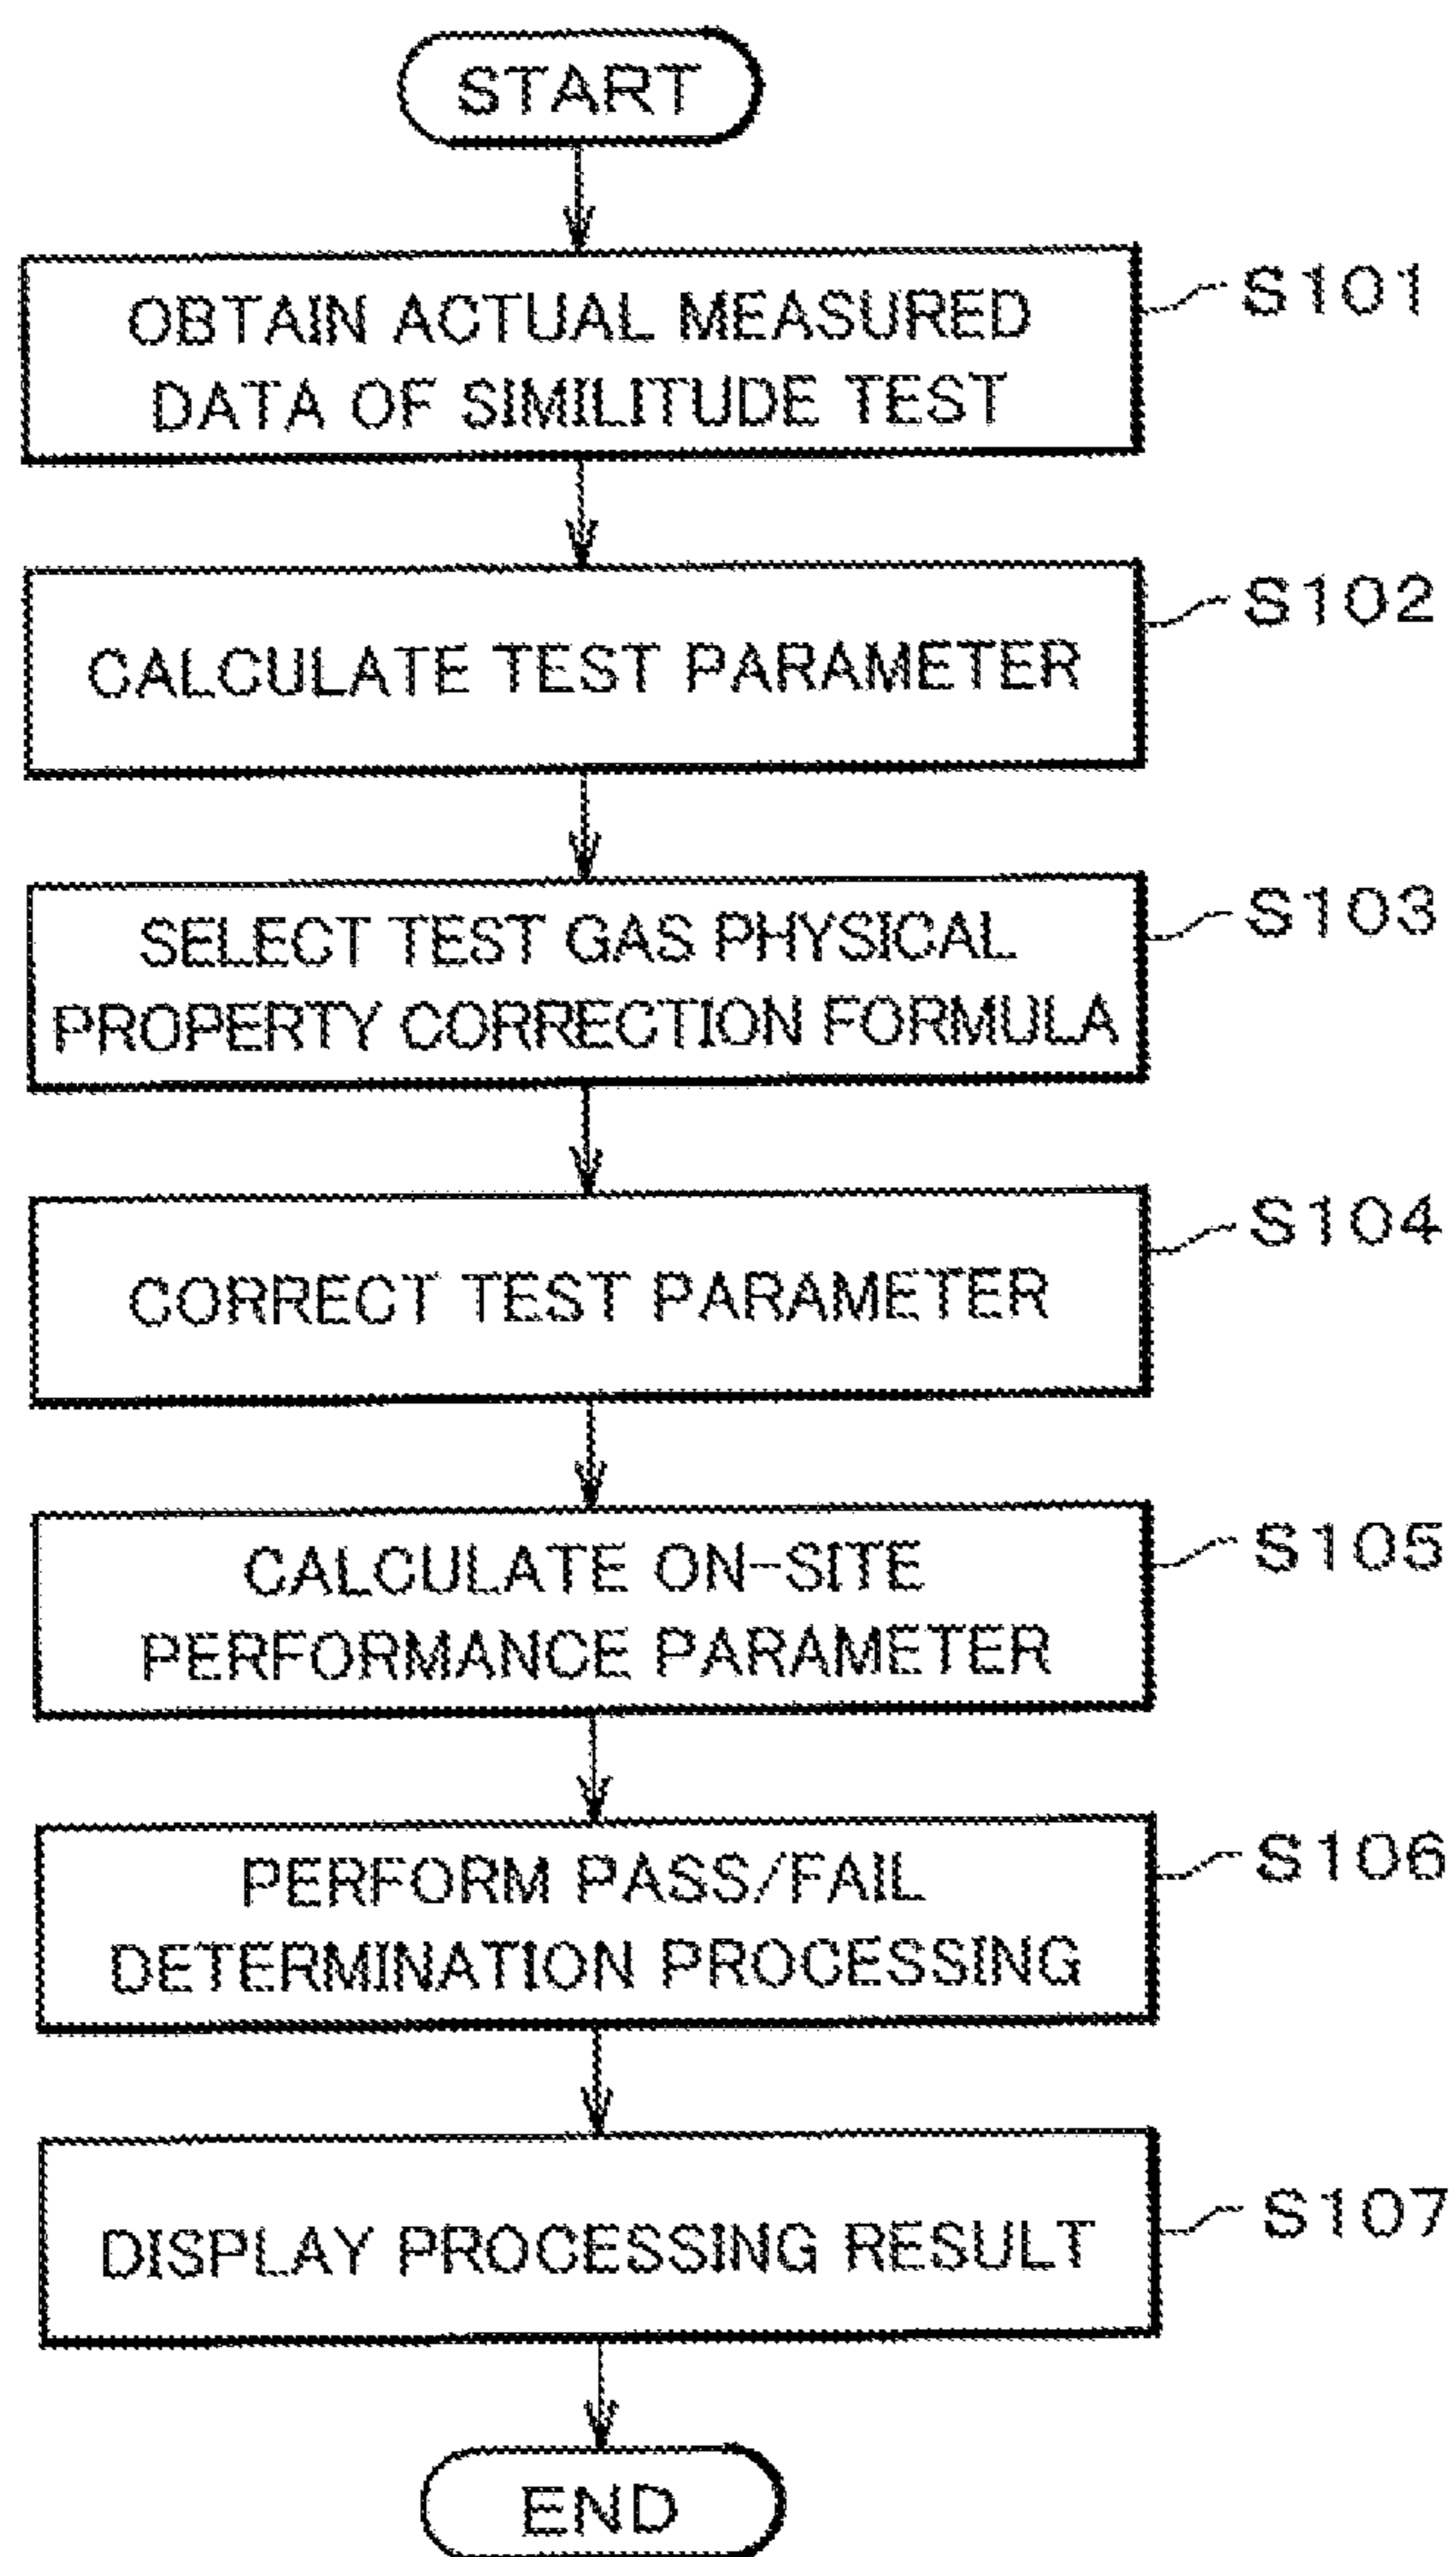 START
OBTAIN ACTUAL MEASURED
DATA OF SIMILITUDE TEST
S101
CALCULATE TEST PARAMETER
S102
SELECT TEST GAS PHYSICAL
PROPERTY CORRECTION FORMULA
S103
CORRECT TEST PARAMETER
S104
CALCULATE ON-SITE
PERFORMANCE PARAMETER
S105
PERFORM PASS/FAIL
DETERMINATION PROCESSING
S106
DISPLAY PROCESSING RESULT
S107
END